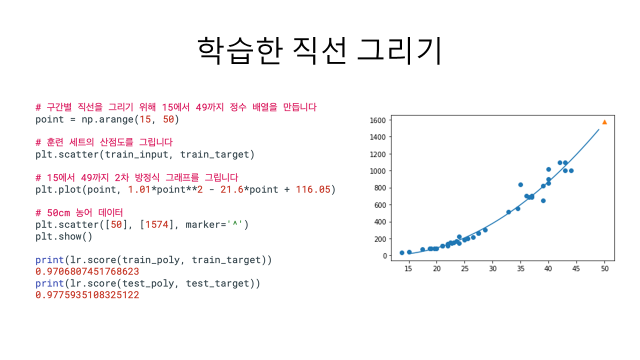 학습한 직선 그리기
# 구간별 직선을 그리기 위해 15에서 49까지 정수 배열을 만듭니다
point = np.arange(15, 50)
# 훈련 세트의 산점도를 그립니다
plt.scatter(train_input, train_target)
# 15에서 49까지 2차 방정식 그래프를 그립니다
plt.plot(point, 1.01*point**2 - 21.6*point + 116.05)
# 50cm 농어 데이터
plt.scatter([50], [1574], marker='^')
plt.show()
print(lr.score(train_poly, train_target))
0.9706807451768623
print(lr.score(test_poly, test_target))
0.9775935108325122
1600
1400
1200
1000
800
600
400
200
0
15 20 25 30 35 40 45 50